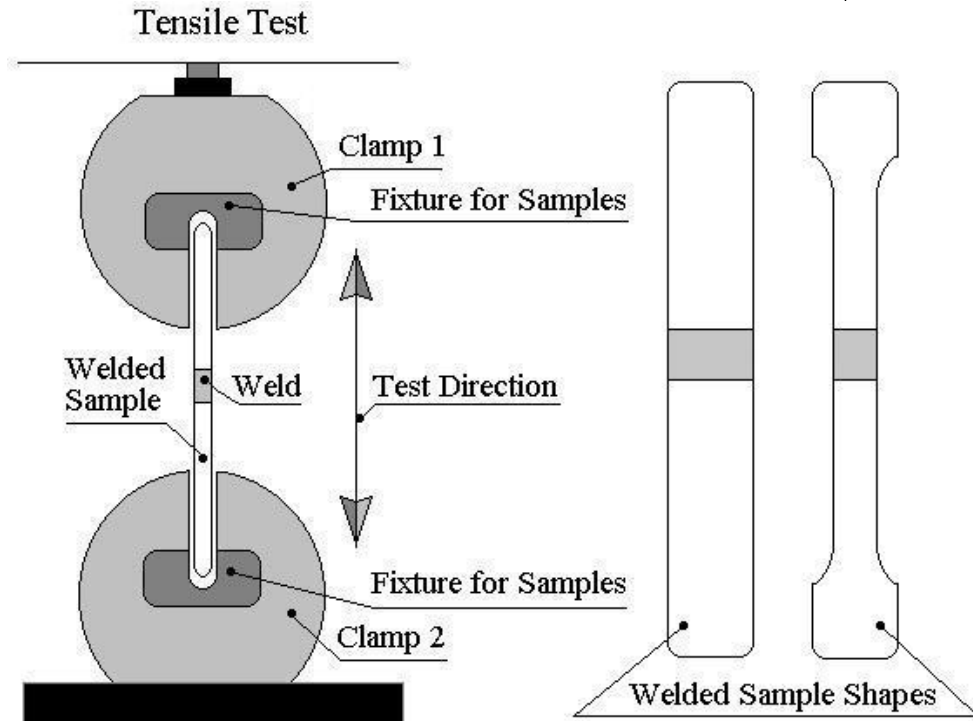 Tensile Test
Clamp 1
Fixture for Samples
Welded
Sample
Weld
Test Direction
Fixture for Samples
Clamp 2
Welded Sample Shapes